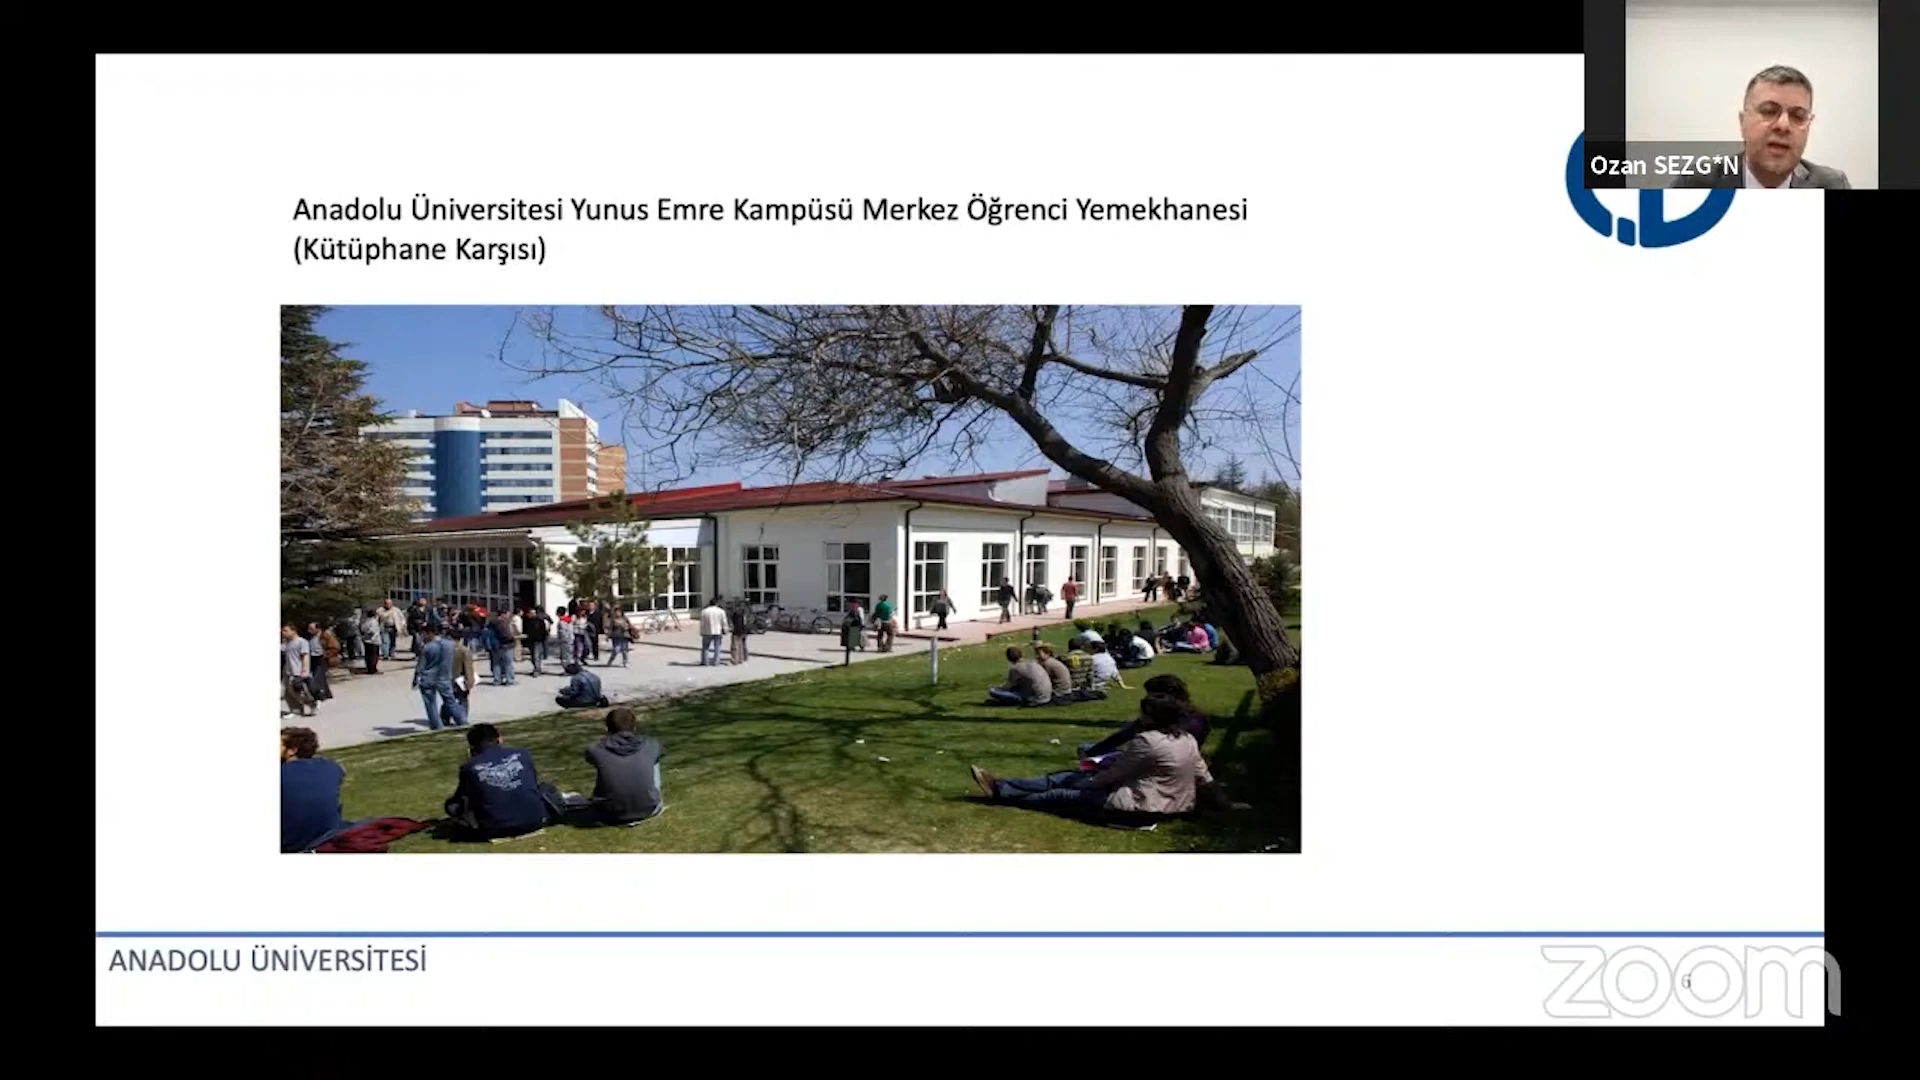 Ozan SEZG*N
Anadolu Üniversitesi Yunus Emre Kampüsü Merkez Öğrenci Yemekhanesi
(Kütüphane Karşısı)
ANADOLU ÜNİVERSİTESİ
zoom
6